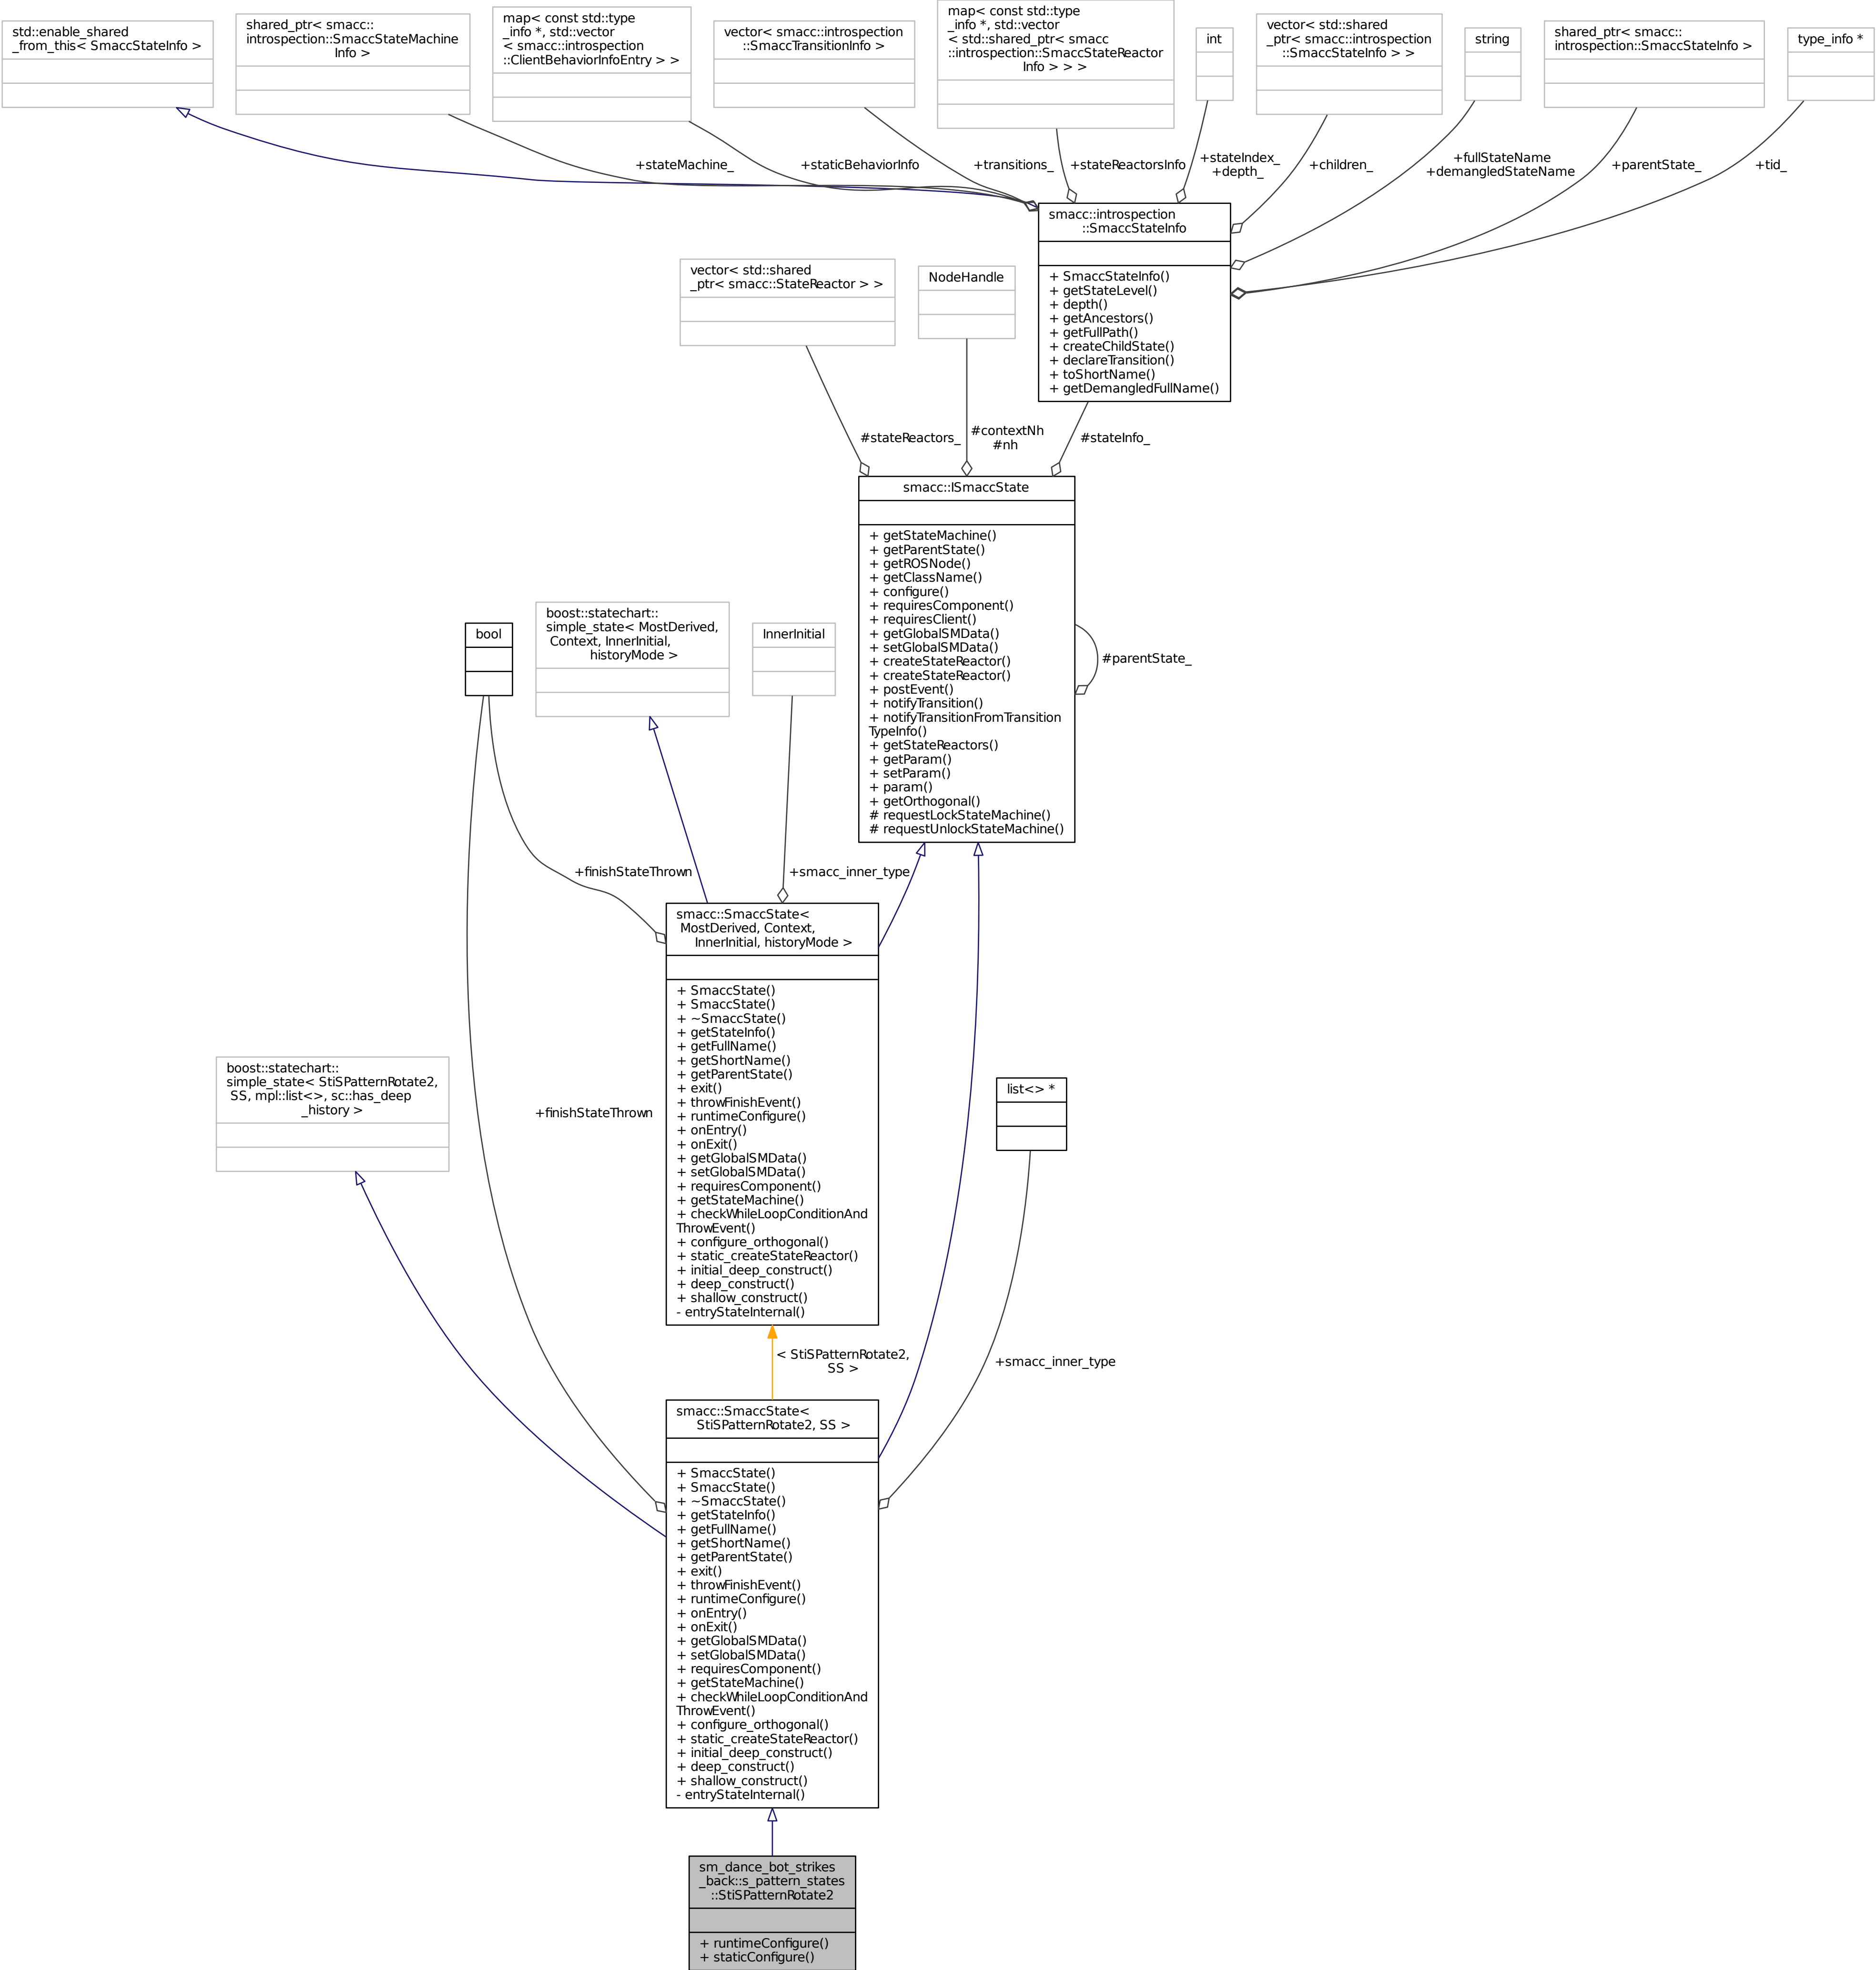 std::enable_shared
_from_this< SmaccStateInfo >
shared_ptr< smacc::
introspection::SmaccStateMachine
Info >
map< const std::type
_info *, std::vector
< smacc::introspection
::ClientBehaviorInfoEntry > >
vector< smacc::introspection
::SmaccTransitionInfo >
map< const std::type
_info *, std::vector
< std::shared_ptr< smacc
::introspection::SmaccStateReactor
Info > > >
int
vector< std::shared
_ptr< smacc::introspection
::SmaccStateInfo > >
string
shared_ptr< smacc::
introspection::SmaccStateInfo >
type_info *
+stateMachine_
+staticBehaviorInfo
+transitions_
+stateReactorsInfo
+stateIndex_
+depth_
+children_
+fullStateName
+demangledStateName
+parentState_
+tid_
smacc::introspection
::SmaccStateInfo
+ SmaccStateInfo()
+ getStateLevel()
+ depth()
+ getAncestors()
+ getFullPath()
+ createChildState()
+ declareTransition()
+ toShortName()
+ getDemangledFullName()
vector< std::shared
_ptr< smacc::StateReactor > >
NodeHandle
#stateReactors_
#contextNh
#nh
#stateInfo_
smacc::ISmaccState
+ getStateMachine()
+ getParentState()
+ getROSNode()
+ getClassName()
+ configure()
+ requiresComponent()
+ requiresClient()
+ getGlobalSMData()
+ setGlobalSMData()
+ createStateReactor()
+ createStateReactor()
+ postEvent()
+ notifyTransition()
+ notifyTransitionFromTransition
TypeInfo()
+ getStateReactors()
+ getParam()
+ setParam()
+ param()
+ getOrthogonal()
# requestLockStateMachine()
# requestUnlockStateMachine()
#parentState_
bool
boost::statechart::
simple_state< MostDerived,
Context, InnerInitial,
historyMode >
InnerInitial
+finishStateThrown
+smacc_inner_type
smacc::SmaccState<
MostDerived, Context,
InnerInitial, historyMode >
+ SmaccState()
+ SmaccState()
+ ~SmaccState()
+ getStateInfo()
+ getFullName()
+ getShortName()
+ getParentState()
+ exit()
+ throwFinishEvent()
+ runtimeConfigure()
+ onEntry()
+ onExit()
+ getGlobalSMData()
+ setGlobalSMData()
+ requiresComponent()
+ getStateMachine()
+ checkWhileLoopConditionAnd
ThrowEvent()
+ configure_orthogonal()
+ static_createStateReactor()
+ initial_deep_construct()
+ deep_construct()
+ shallow_construct()
- entryStateInternal()
boost::statechart::
simple_state< StiSPatternRotate2,
SS, mpl::list<>, sc::has_deep
_history >
+finishStateThrown
list<> *
< StiSPatternRotate2,
SS >
+smacc_inner_type
smacc::SmaccState<
StiSPatternRotate2, SS >
+ SmaccState()
+ SmaccState()
+ ~SmaccState()
+ getStateInfo()
+ getFullName()
+ getShortName()
+ getParentState()
+ exit()
+ throwFinishEvent()
+ runtimeConfigure()
+ onEntry()
+ onExit()
+ getGlobalSMData()
+ setGlobalSMData()
+ requiresComponent()
+ getStateMachine()
+ checkWhileLoopConditionAnd
ThrowEvent()
+ configure_orthogonal()
+ static_createStateReactor()
+ initial_deep_construct()
+ deep_construct()
+ shallow_construct()
- entryStateInternal()
sm_dance_bot_strikes
_back::s_pattern_states
::StiSPatternRotate2
+ runtimeConfigure()
+ staticConfigure()